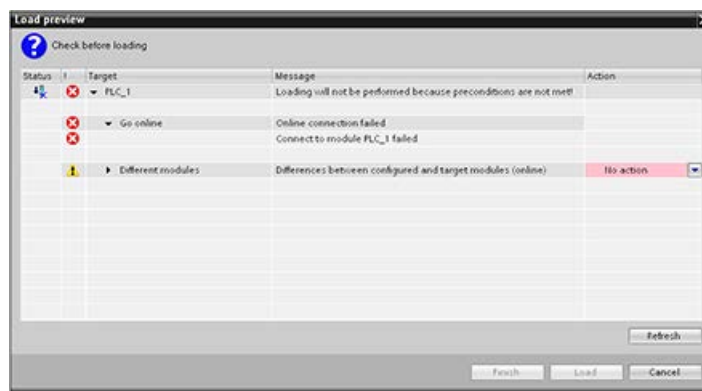 Load preview
Check before loading
Status ! Target Message Action
PLC_1 Loading will not be performed because preconditions are not met!
Go online Online connection failed
Connect to module PLC_1 failed
Different modules Differences between configured and target modules (online) No action
Refresh
Finish Load Cancel